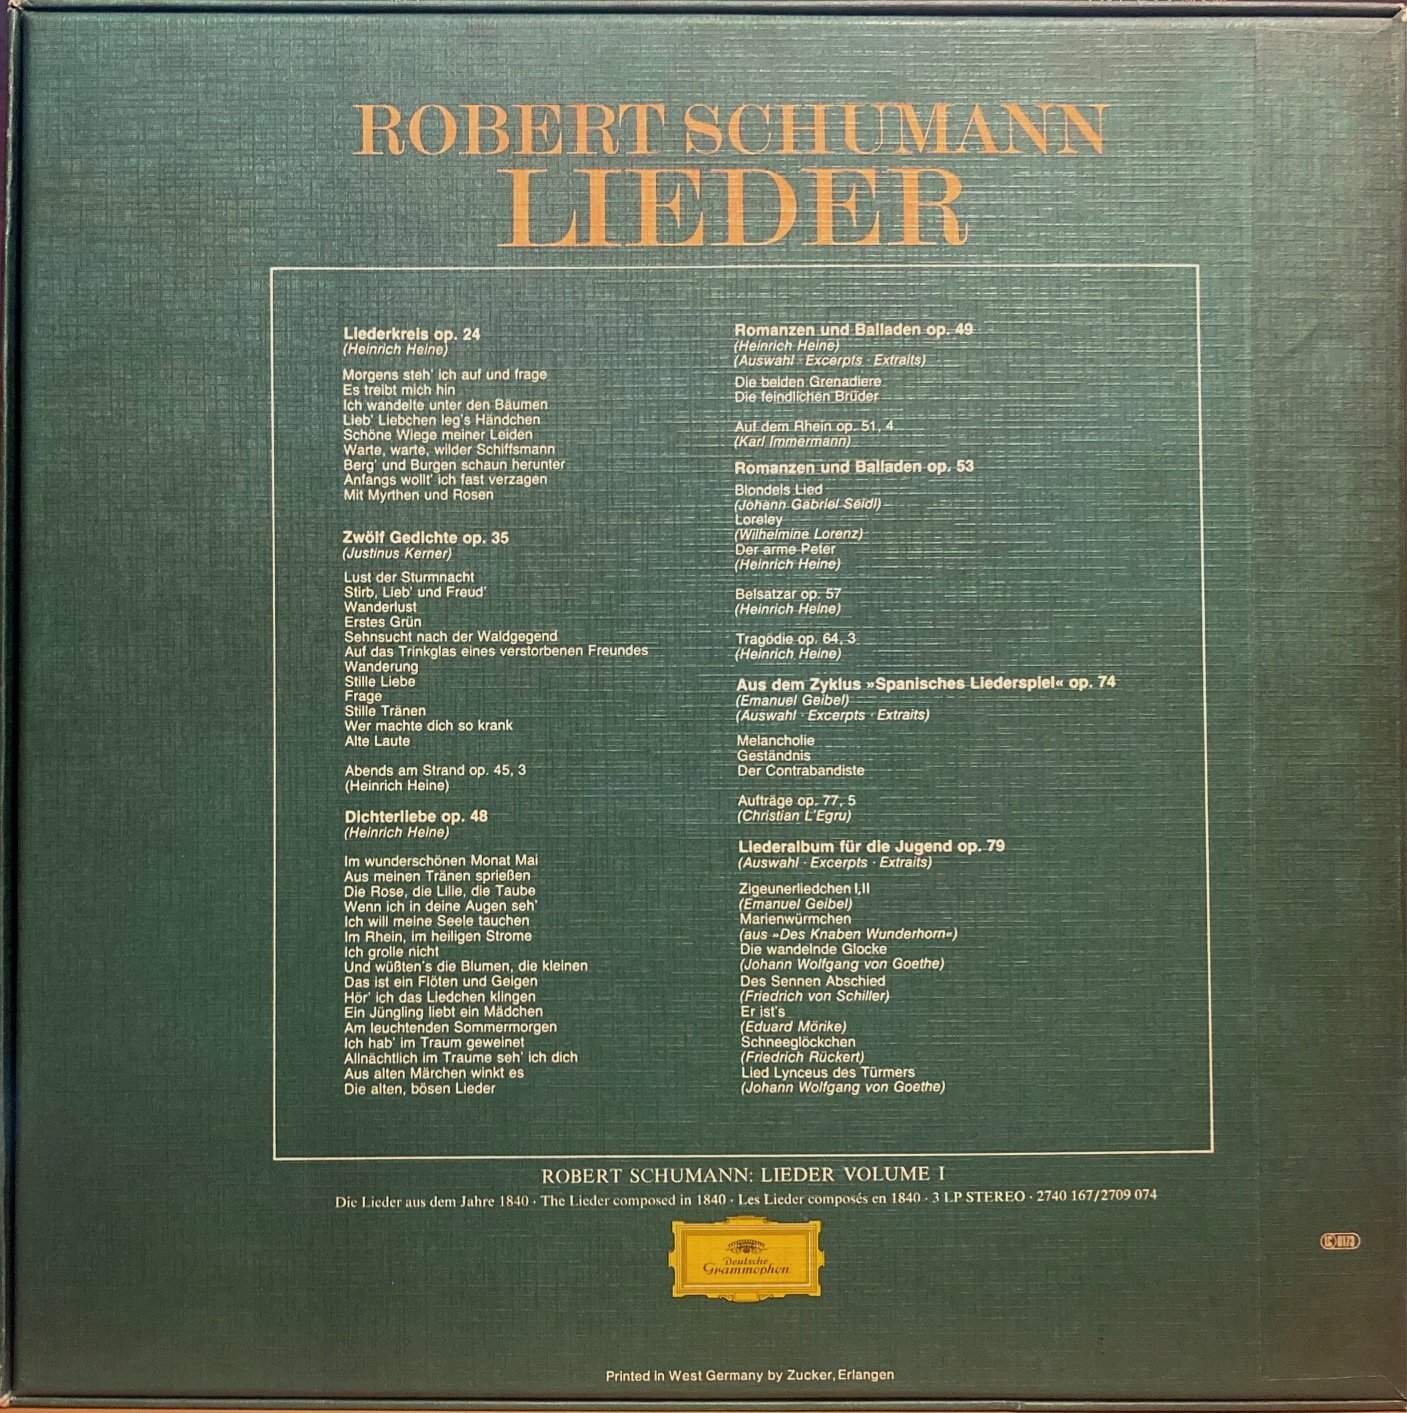 ROBERT SCHUMANN
LIEDER
Liederkreis op. 24
(Heinrich Heine)
Morgens steh' ich auf und frage
Es treibt mich hin
Ich wandelte unter den Bäumen
Lieb' Liebchen leg's Händchen
Schöne Wiege meiner Leiden
Warte, warte, wilder Schiffsmann
Berg' und Burgen schaun herunter
Anfangs wollt' ich fast verzagen
Mit Myrthen und Rosen
Zwölf Gedichte op. 35
(Justinus Kerner)
Lust der Sturmnacht
Stirb, Lieb' und Freud'
Wanderlust
Erstes Grün
Sehnsucht nach der Waldgegend
Auf das Trinkglas eines verstorbenen Freundes
Wanderung
Stille Liebe
Frage
Stille Tränen
Wer machte dich so krank
Alte Laute
Abends am Strand op. 45, 3
(Heinrich Heine)
Dichterliebe op. 48
(Heinrich Heine)
Im wunderschönen Monat Mai
Aus meinen Tränen sprießen
Die Rose, die Lilie, die Taube
Wenn ich in deine Augen seh'
Ich will meine Seele tauchen
Im Rhein, im heiligen Strome
Ich grolle nicht
Und wüßten's die Blumen, die kleinen
Das ist ein Flöten und Geigen
Hör' ich das Liedchen klingen
Ein Jüngling liebt ein Mädchen
Am leuchtenden Sommermorgen
Ich hab' im Traum geweinet
Allnächtlich im Traume seh' ich dich
Aus alten Märchen winkt es
Die alten, bösen Lieder
Romanzen und Balladen op. 49
(Heinrich Heine)
(Auswahl · Excerpts · Extraits)
Die beiden Grenadiere
Die feindlichen Brüder
Auf dem Rhein op. 51, 4
(Karl Immermann)
Romanzen und Balladen op. 53
Blondels Lied
(Johann Gabriel Seidl)
Loreley
(Wilhelmine Lorenz)
Der arme Peter
(Heinrich Heine)
Belsatzar op. 57
(Heinrich Heine)
Tragödie op. 64, 3
(Heinrich Heine)
Aus dem Zyklus »Spanisches Liederspiel« op. 74
(Emanuel Geibel)
(Auswahl · Excerpts · Extraits)
Melancholie
Geständnis
Der Contrabandiste
Aufträge op. 77, 5
(Christian L'Egru)
Liederalbum für die Jugend op. 79
(Auswahl · Excerpts · Extraits)
Zigeunerliedchen I,II
(Emanuel Geibel)
Marienwürmchen
(aus »Des Knaben Wunderhorn«)
Die wandelnde Glocke
(Johann Wolfgang von Goethe)
Des Sennen Abschied
(Friedrich von Schiller)
Er ist's
(Eduard Mörike)
Schneeglöckchen
(Friedrich Rückert)
Lied Lynceus des Türmers
(Johann Wolfgang von Goethe)
ROBERT SCHUMANN: LIEDER VOLUME I
Die Lieder aus dem Jahre 1840 · The Lieder composed in 1840 · Les Lieder composés en 1840 · 3 LP STEREO · 2740 167/2709 074
Deutsche
Grammophon
0173
Printed in West Germany by Zucker, Erlangen